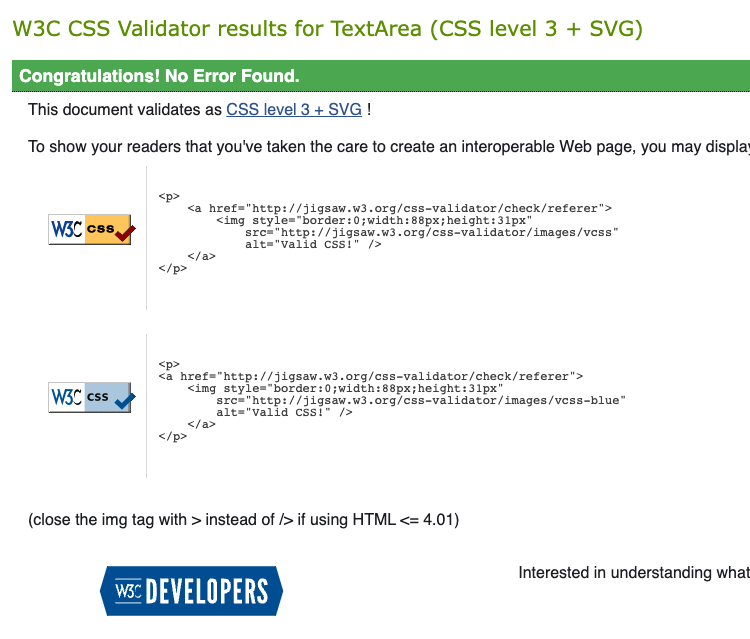 W3C CSS Validator results for TextArea (CSS level 3 + SVG)
Congratulations! No Error Found.
This document validates as CSS level 3 + SVG !
To show your readers that you've taken the care to create an interoperable Web page, you may display
W3C css
<p>
<a href="http://jigsaw.w3.org/css-validator/check/referer">
<img style="border:0;width:88px;height:31px"
src="http://jigsaw.w3.org/css-validator/images/vcss"
alt="Valid CSS!" />
</a>
</p>
W3C css
<p>
<a href="http://jigsaw.w3.org/css-validator/check/referer">
<img style="border:0;width:88px;height:31px"
src="http://jigsaw.w3.org/css-validator/images/vcss-blue"
alt="Valid CSS!" />
</a>
</p>
(close the img tag with > instead of /> if using HTML <= 4.01)
Interested in understanding what
W3C DEVELOPERS